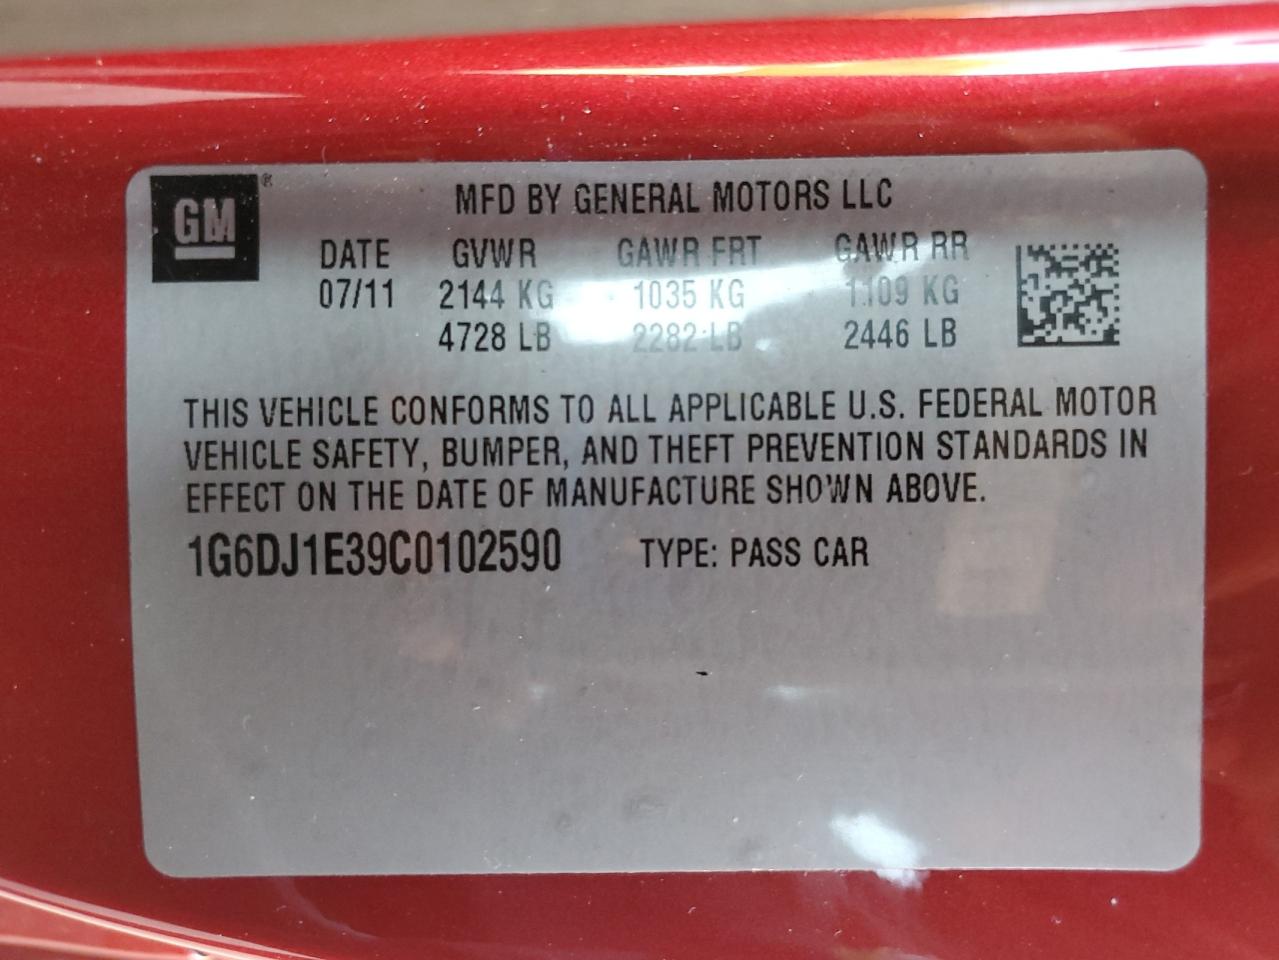 GM®
MFD BY GENERAL MOTORS LLC
DATE GVWR GAWR FRT GAWR RR
07/11 2144 KG 1035 KG 1109 KG
4728 LB 2282 LB 2446 LB
THIS VEHICLE CONFORMS TO ALL APPLICABLE U.S. FEDERAL MOTOR
VEHICLE SAFETY, BUMPER, AND THEFT PREVENTION STANDARDS IN
EFFECT ON THE DATE OF MANUFACTURE SHOWN ABOVE.
1G6DJ1E39C0102590 TYPE: PASS CAR